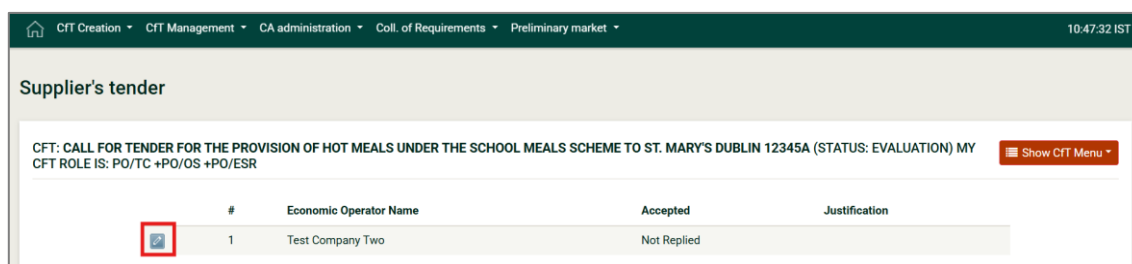 CfT Creation CfT Management CA administration Coll. of Requirements Preliminary market 10:47:32 IST
Supplier's tender
CFT: CALL FOR TENDER FOR THE PROVISION OF HOT MEALS UNDER THE SCHOOL MEALS SCHEME TO ST. MARY'S DUBLIN 12345A (STATUS: EVALUATION) MY
CFT ROLE IS: PO/TC +PO/OS +PO/ESR
Show CfT Menu
# Economic Operator Name Accepted Justification
1 Test Company Two Not Replied